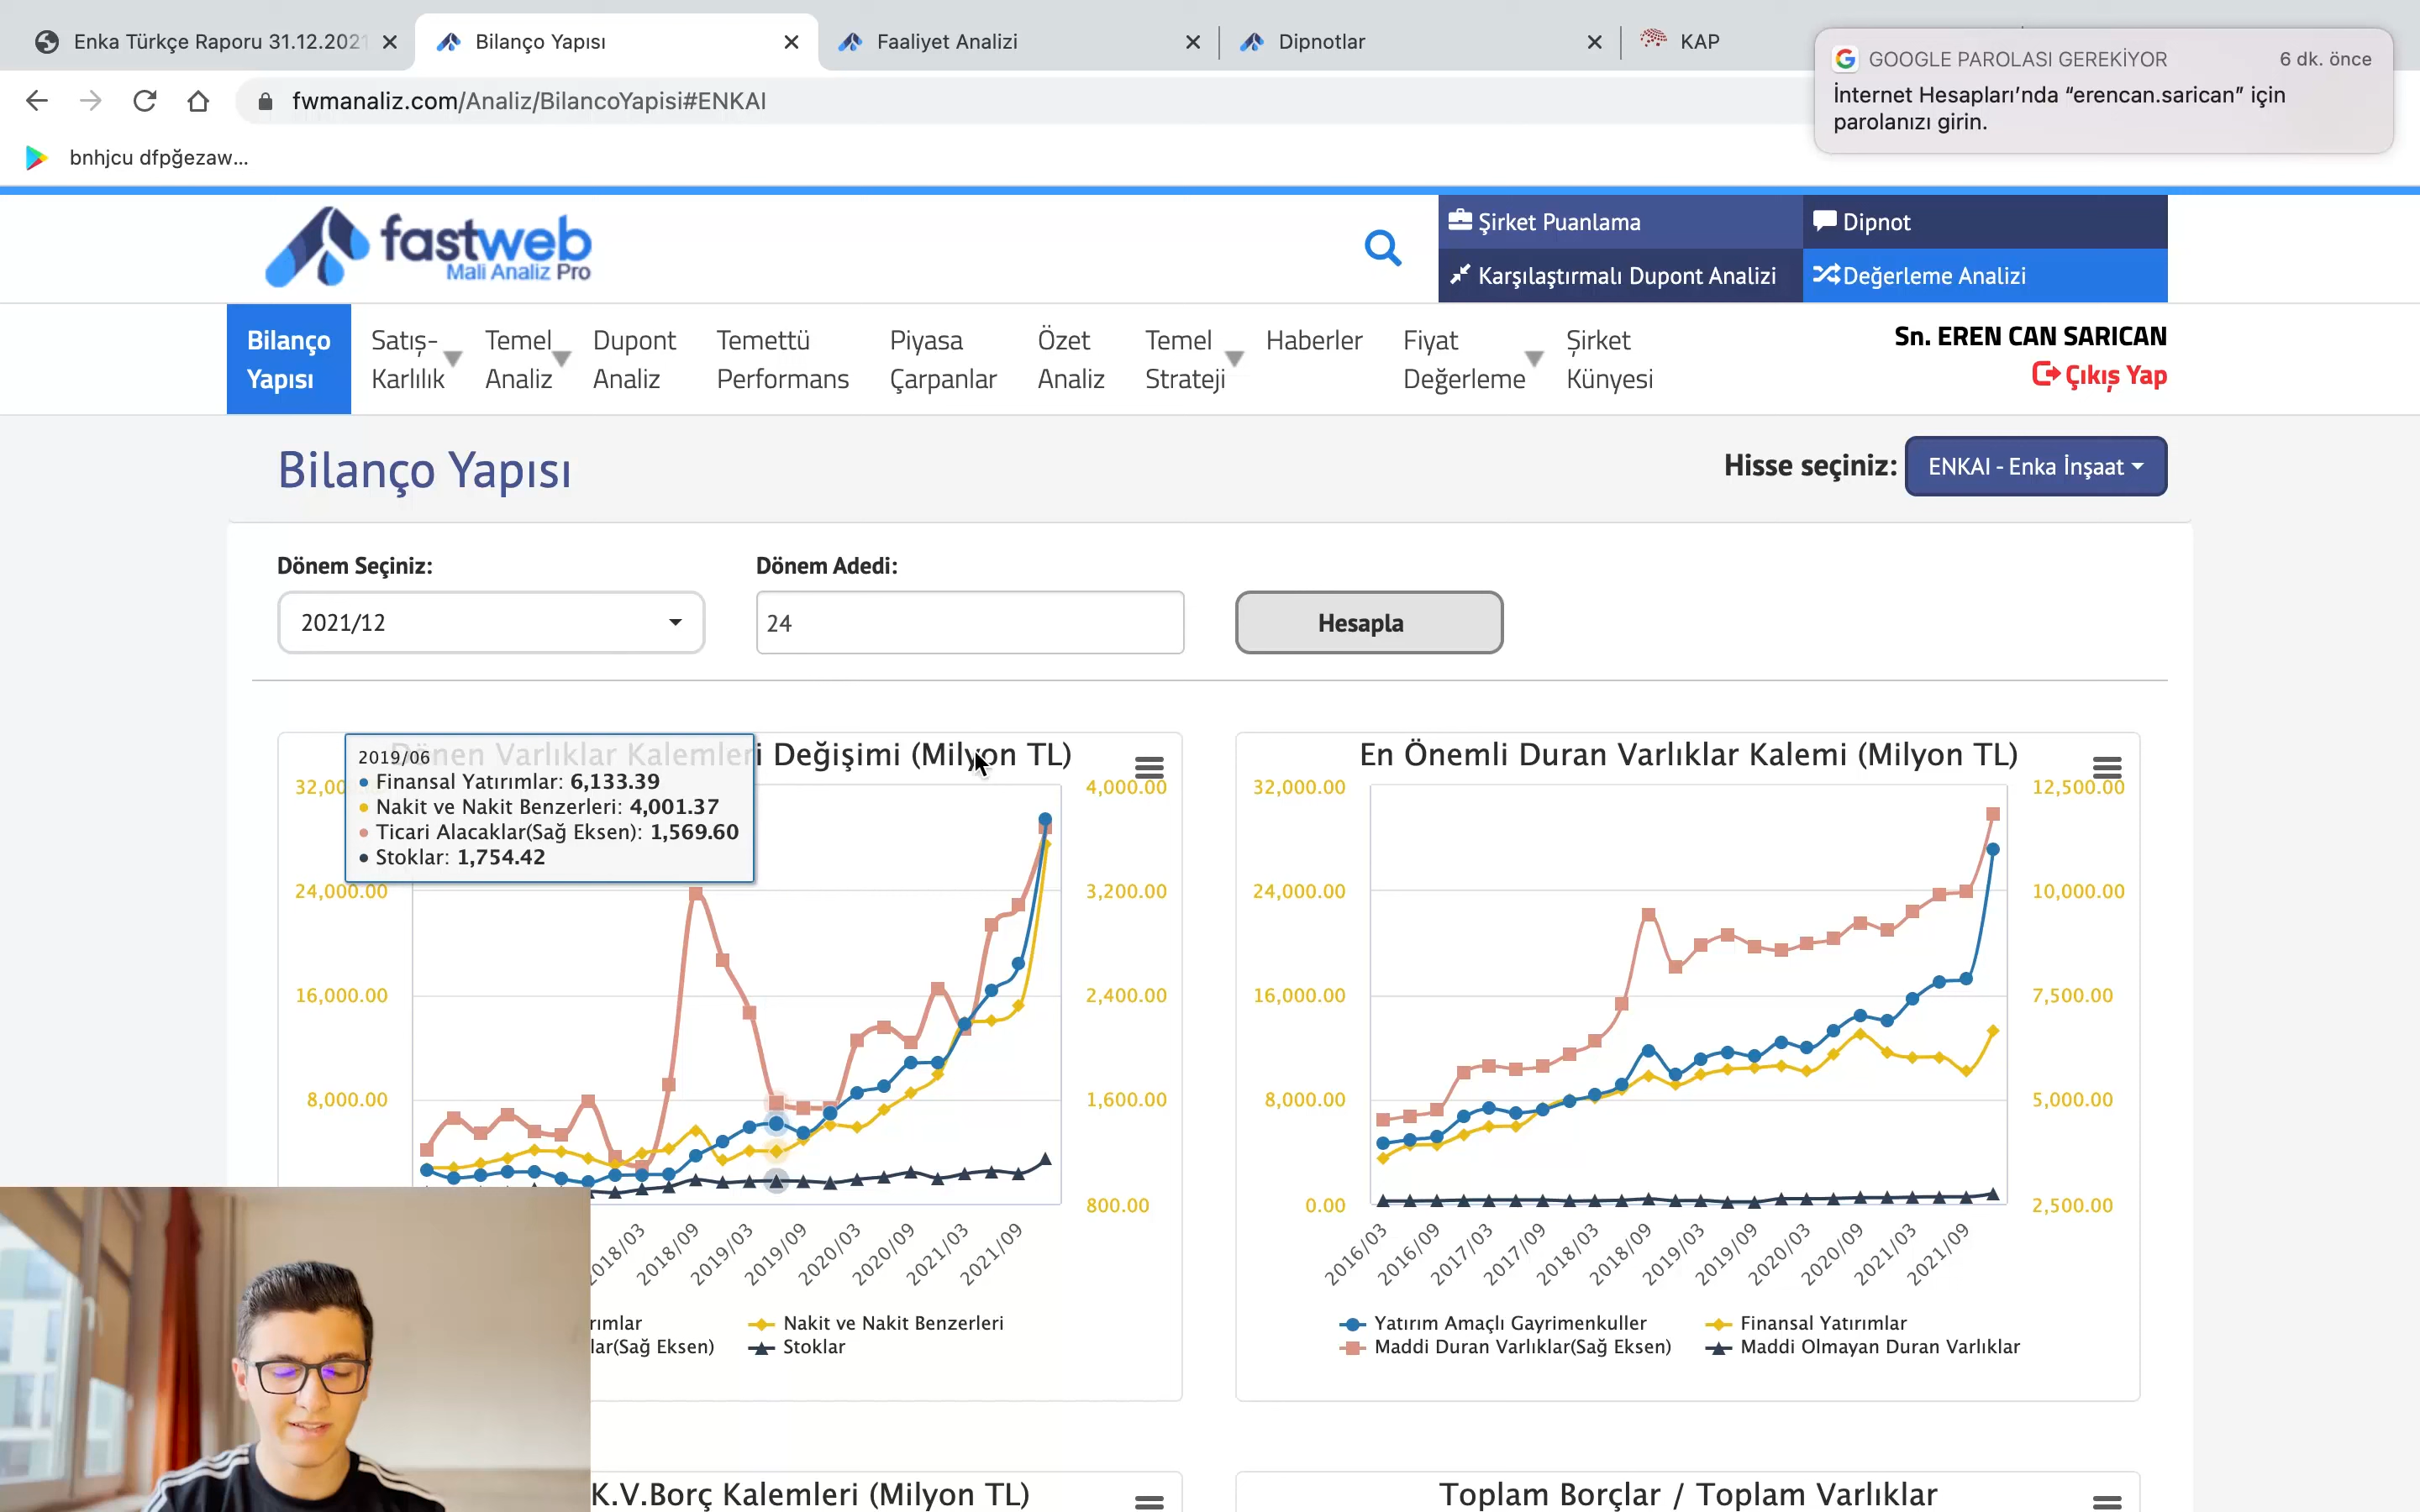 Enka Türkçe Raporu 31.12.2021
Bilanço Yapısı
Faaliyet Analizi
Dipnotlar
KAP
GOOGLE PAROLASI GEREKİYOR
6 dk. önce
İnternet Hesapları’nda “erencan.sarican” için
parolanızı girin.
fwmanaliz.com/Analiz/BilancoYapisi#ENKAI
bnhjcu dfpğezaw...
fastweb
Mali Analiz Pro
Şirket Puanlama
Dipnot
Karşılaştırmalı Dupont Analizi
Değerleme Analizi
Bilanço
Yapısı
Satış-
Karlılık
Temel
Analiz
Dupont
Analiz
Temettü
Performans
Piyasa
Çarpanlar
Özet
Analiz
Temel
Strateji
Haberler
Fiyat
Değerleme
Şirket
Künyesi
Sn. EREN CAN SARICAN
Çıkış Yap
Bilanço Yapısı
Hisse seçiniz:
ENKAI - Enka İnşaat
Dönem Seçiniz:
2021/12
Dönem Adedi:
24
Hesapla
Dönen Varlıklar Kalemleri Değişimi (Milyon TL)
2019/06
Finansal Yatırımlar: 6,133.39
Nakit ve Nakit Benzerleri: 4,001.37
Ticari Alacaklar(Sağ Eksen): 1,569.60
Stoklar: 1,754.42
32,00
24,000.00
16,000.00
8,000.00
4,000.00
3,200.00
2,400.00
1,600.00
800.00
2018/03
2018/09
2019/03
2019/09
2020/03
2020/09
2021/03
2021/09
rımlar
Nakit ve Nakit Benzerleri
lar(Sağ Eksen)
Stoklar
En Önemli Duran Varlıklar Kalemi (Milyon TL)
32,000.00
24,000.00
16,000.00
8,000.00
0.00
12,500.00
10,000.00
7,500.00
5,000.00
2,500.00
2016/03
2016/09
2017/03
2017/09
2018/03
2018/09
2019/03
2019/09
2020/03
2020/09
2021/03
2021/09
Yatırım Amaçlı Gayrimenkuller
Finansal Yatırımlar
Maddi Duran Varlıklar(Sağ Eksen)
Maddi Olmayan Duran Varlıklar
K.V.Borç Kalemleri (Milyon TL)
Toplam Borçlar / Toplam Varlıklar